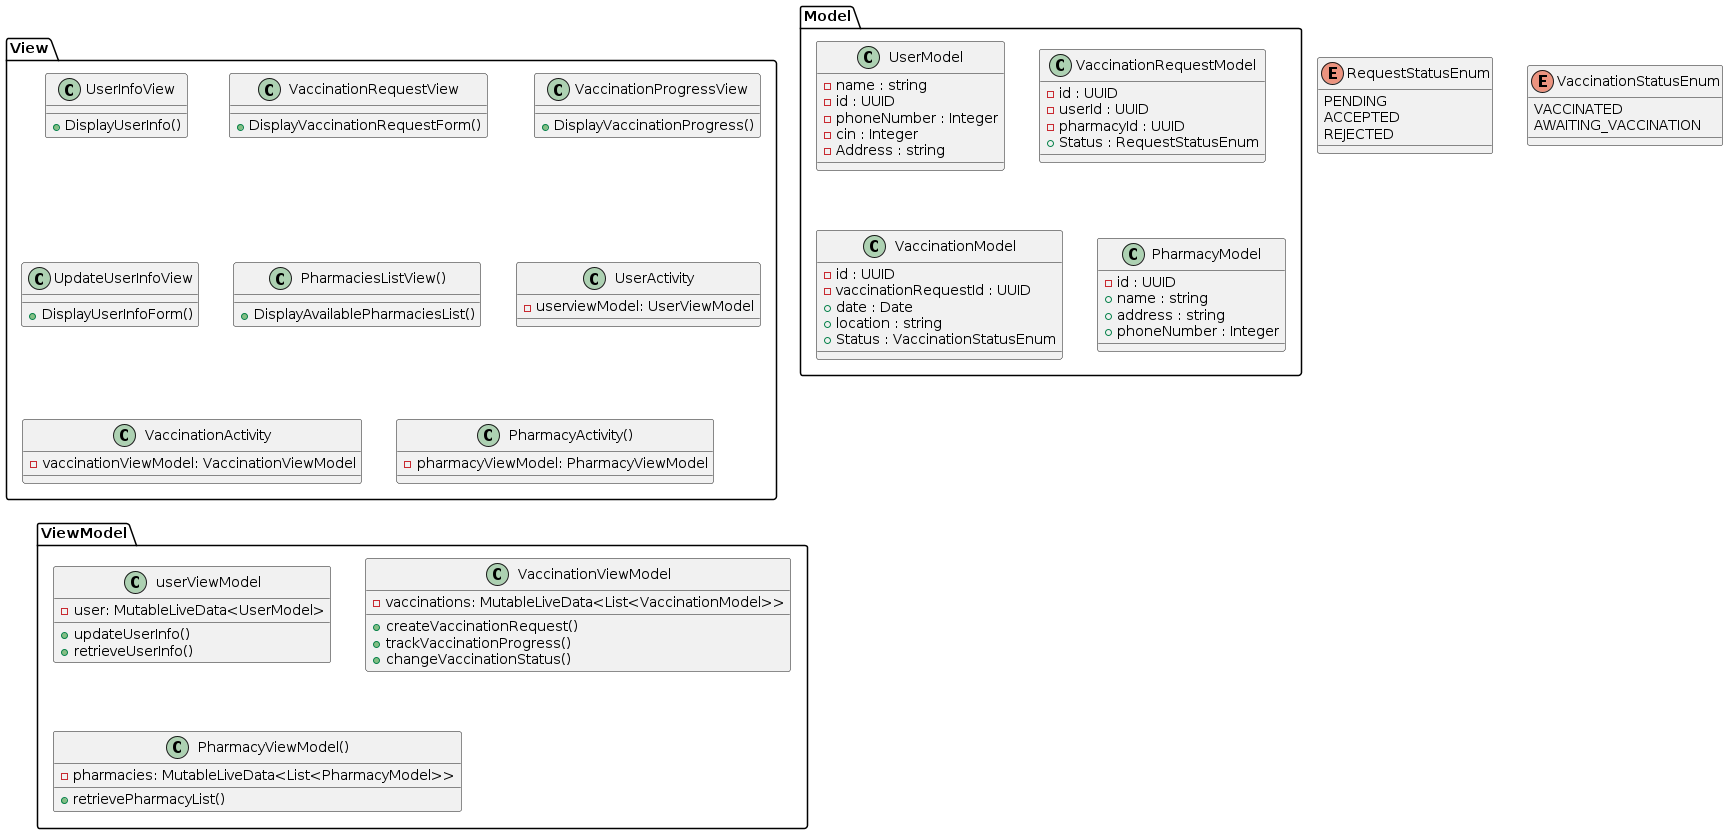 View
C UserInfoView
DisplayUserInfo()
C VaccinationRequestView
DisplayVaccinationRequestForm()
C VaccinationProgressView
DisplayVaccinationProgress()
C UpdateUserInfoView
DisplayUserInfoForm()
C PharmaciesListView()
DisplayAvailablePharmaciesList()
C UserActivity
userviewModel: UserViewModel
C VaccinationActivity
vaccinationViewModel: VaccinationViewModel
C PharmacyActivity()
pharmacyViewModel: PharmacyViewModel
Model
C UserModel
name : string
id : UUID
phoneNumber : Integer
cin : Integer
Address : string
C VaccinationRequestModel
id : UUID
userId : UUID
pharmacyId : UUID
Status : RequestStatusEnum
C VaccinationModel
id : UUID
vaccinationRequestId : UUID
date : Date
location : string
Status : VaccinationStatusEnum
C PharmacyModel
id : UUID
name : string
address : string
phoneNumber : Integer
E RequestStatusEnum
PENDING
ACCEPTED
REJECTED
E VaccinationStatusEnum
VACCINATED
AWAITING_VACCINATION
ViewModel
C userViewModel
user: MutableLiveData<UserModel>
updateUserInfo()
retrieveUserInfo()
C VaccinationViewModel
vaccinations: MutableLiveData<List<VaccinationModel>>
createVaccinationRequest()
trackVaccinationProgress()
changeVaccinationStatus()
C PharmacyViewModel()
pharmacies: MutableLiveData<List<PharmacyModel>>
retrievePharmacyList()